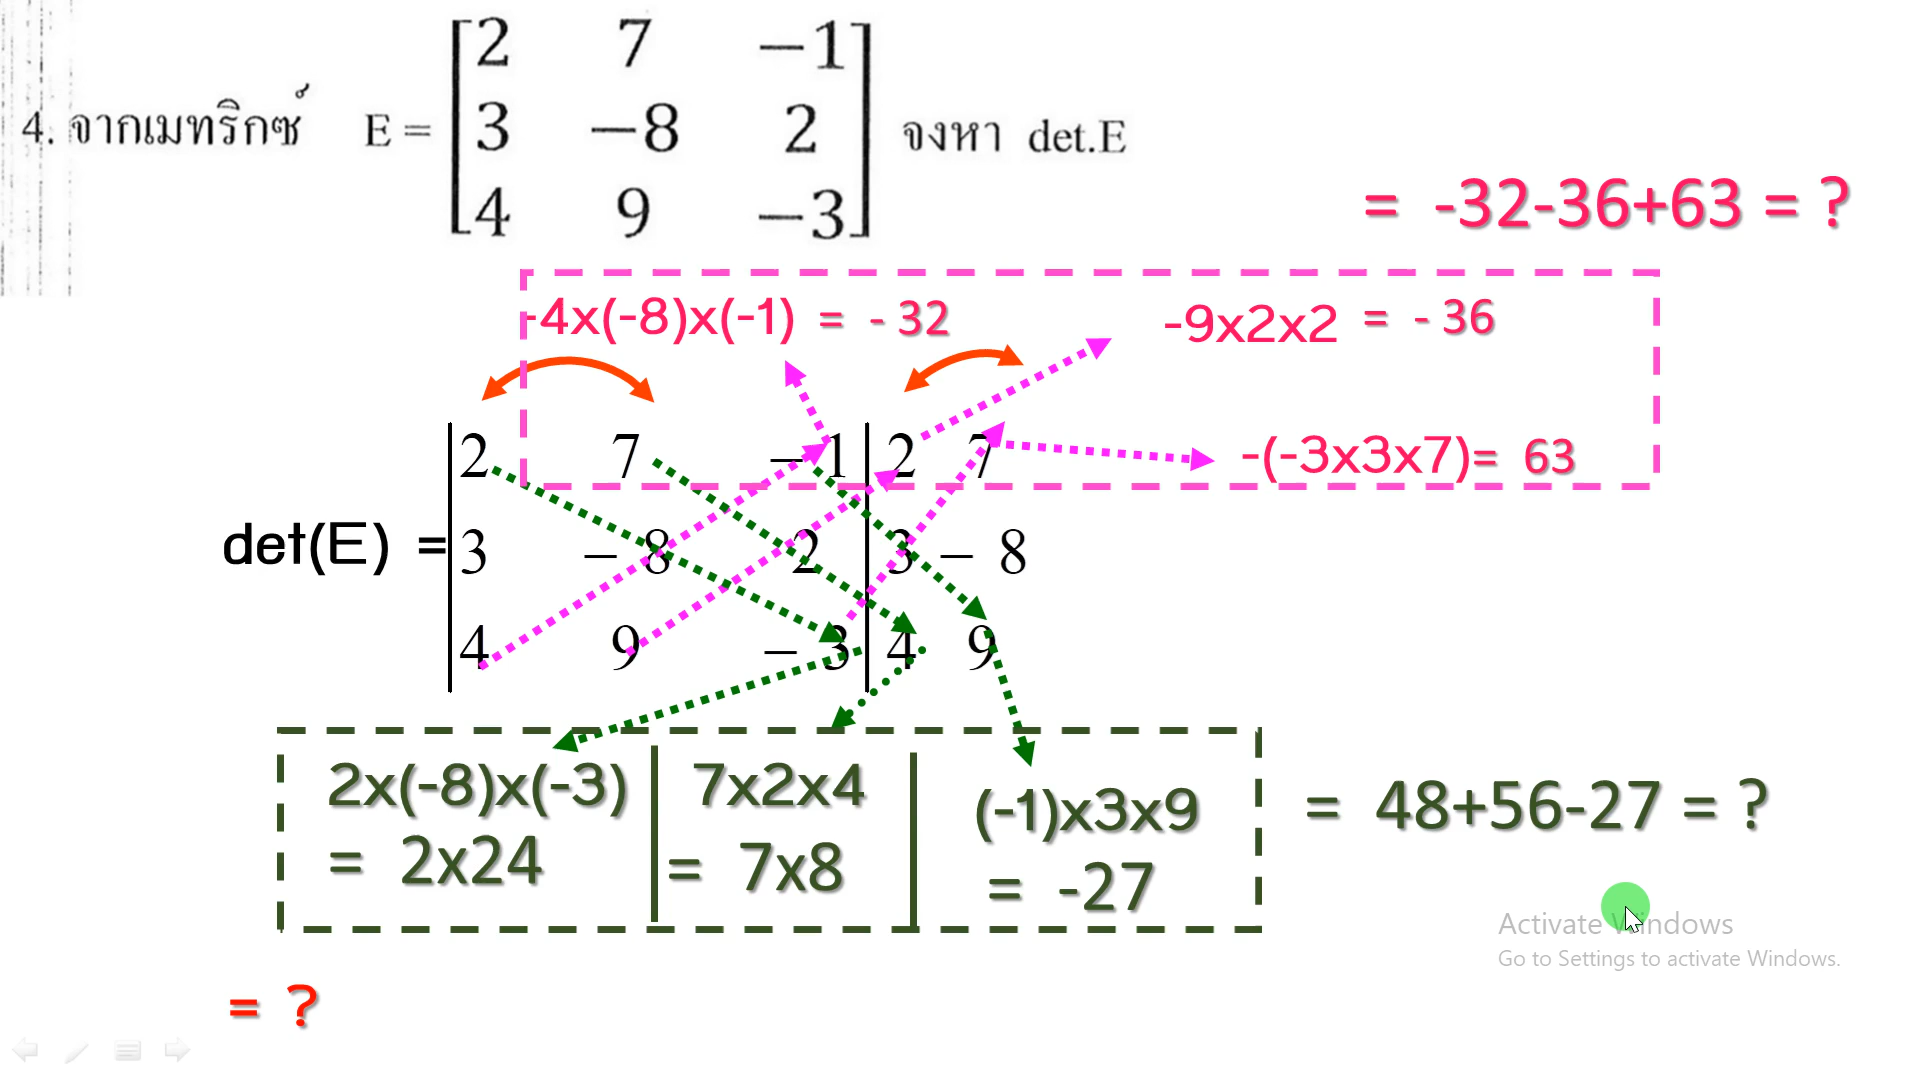 2 7 −1
4. จากเมทริกซ์ E = 3 −8 2 จงหา det.E
4 9 −3
= -32-36+63 = ?
-4x(-8)x(-1) = - 32 -9x2x2 = - 36
2 7 − 1 2 7 -(-3x3x7)= 63
det(E) = 3 − 8 2 3 − 8
4 9 − 3 4 9
2x(-8)x(-3) 7x2x4 (-1)x3x9
= 2x24 = 7x8 = -27
= 48+56-27 = ?
Activate Windows
Go to Settings to activate Windows.
= ?